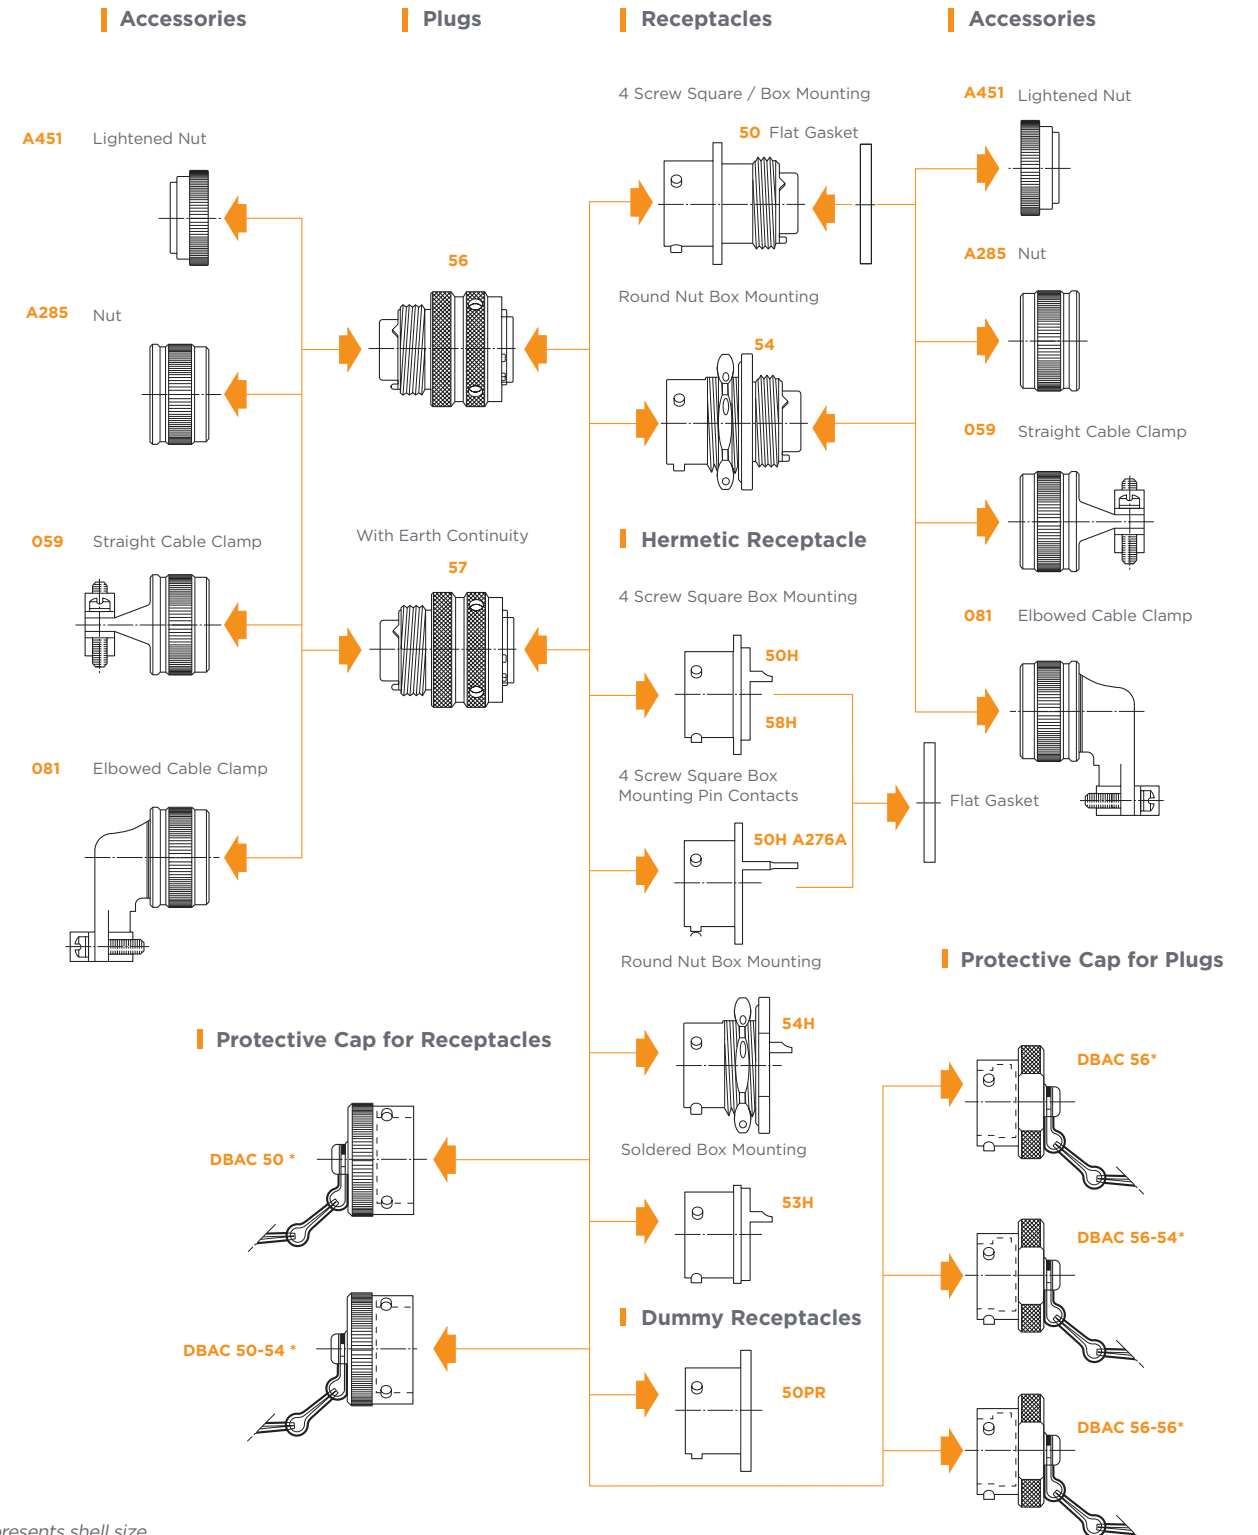 Accessories
Plugs
Receptacles
Accessories
4 Screw Square / Box Mounting
A451 Lightened Nut
50 Flat Gasket
A451 Lightened Nut
A285 Nut
56
Round Nut Box Mounting
A285 Nut
54
059 Straight Cable Clamp
059 Straight Cable Clamp
With Earth Continuity
57
Hermetic Receptacle
4 Screw Square Box Mounting
081 Elbowed Cable Clamp
50H
58H
081 Elbowed Cable Clamp
4 Screw Square Box
Mounting Pin Contacts
Flat Gasket
50H A276A
Round Nut Box Mounting
Protective Cap for Plugs
54H
Protective Cap for Receptacles
DBAC 56*
Soldered Box Mounting
DBAC 50 *
53H
DBAC 56-54*
Dummy Receptacles
DBAC 50-54 *
50PR
DBAC 56-56*
presents shell size